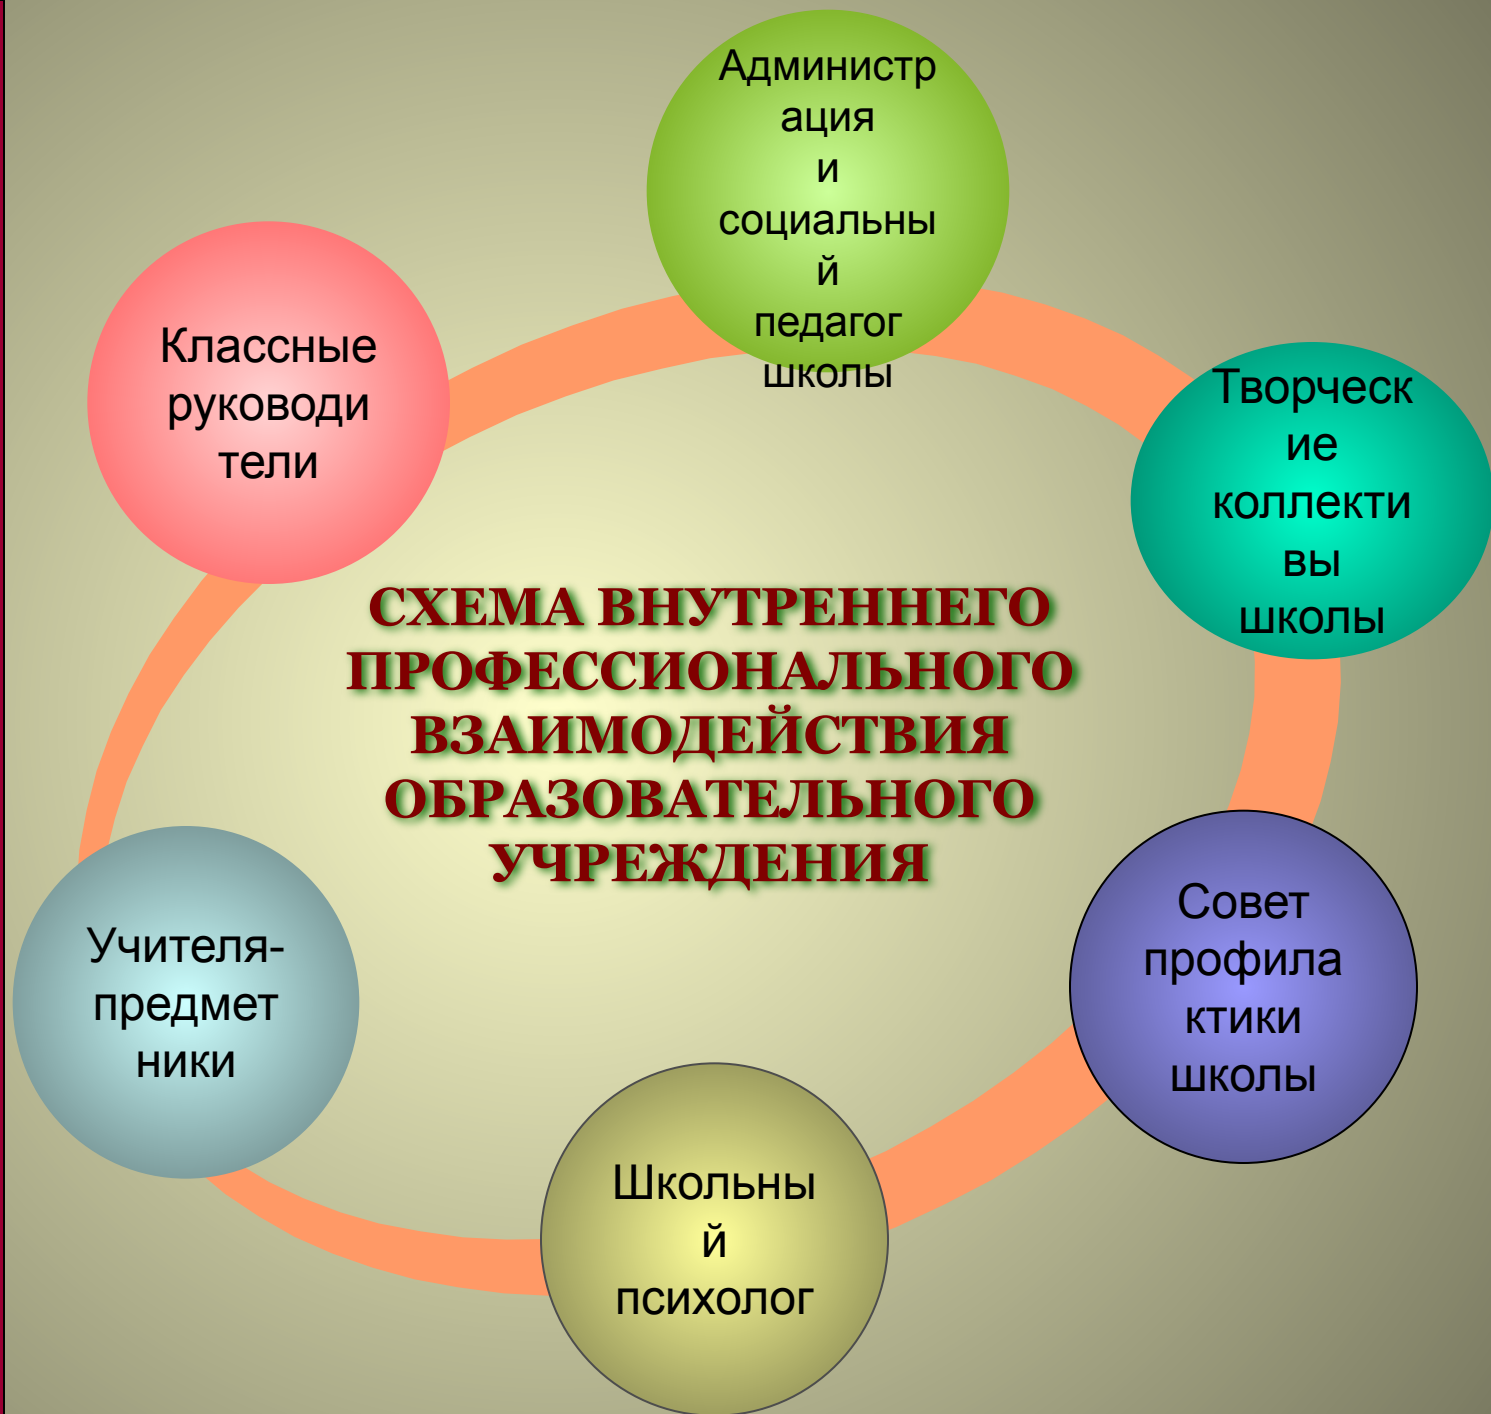 Администр
ация
и
социальны
й
педагог
школы
Классные
руководи
тели
Творческ
ие
коллекти
вы
школы
СХЕМА ВНУТРЕННЕГО
ПРОФЕССИОНАЛЬНОГО
ВЗАИМОДЕЙСТВИЯ
ОБРАЗОВАТЕЛЬНОГО
УЧРЕЖДЕНИЯ
Учителя-
предмет
ники
Совет
профила
ктики
школы
Школьны
й
психолог